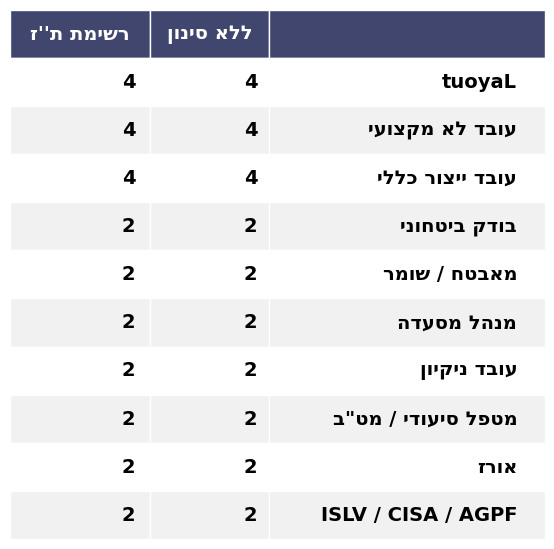 ללא סינון רשימת ת''ז
tuoyaL 4 4
עובד לא מקצועי 4 4
עובד ייצור כללי 4 4
בודק ביטחוני 2 2
מאבטח / שומר 2 2
מנהל מסעדה 2 2
עובד ניקיון 2 2
מטפל סיעודי / מט"ב 2 2
אורז 2 2
ISLV / CISA / AGPF 2 2